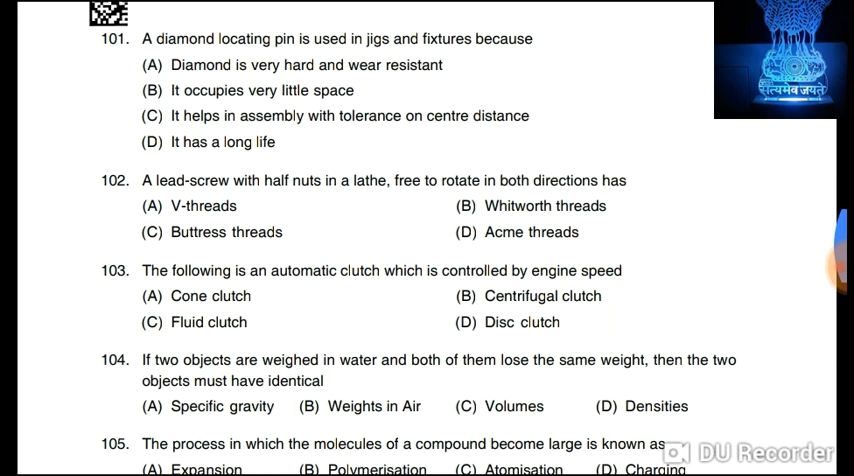 सत्यमेव जयते
101. A diamond locating pin is used in jigs and fixtures because
(A) Diamond is very hard and wear resistant
(B) It occupies very little space
(C) It helps in assembly with tolerance on centre distance
(D) It has a long life
102. A lead-screw with half nuts in a lathe, free to rotate in both directions has
(A) V-threads (B) Whitworth threads
(C) Buttress threads (D) Acme threads
103. The following is an automatic clutch which is controlled by engine speed
(A) Cone clutch (B) Centrifugal clutch
(C) Fluid clutch (D) Disc clutch
104. If two objects are weighed in water and both of them lose the same weight, then the two
objects must have identical
(A) Specific gravity (B) Weights in Air (C) Volumes (D) Densities
105. The process in which the molecules of a compound become large is known as
DU Recorder
(A) Expansion (B) Polymerisation (C) Atomisation (D) Charging